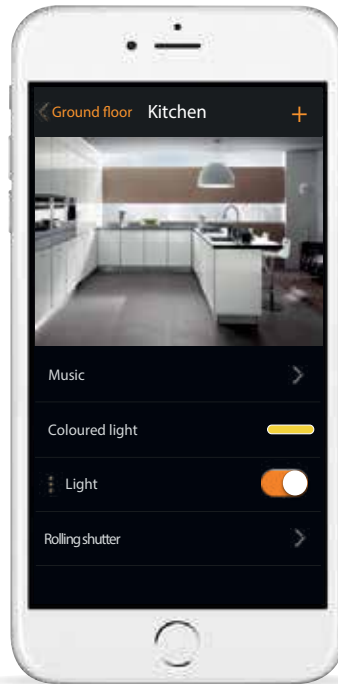 Ground floor Kitchen +
Music
Coloured light
Light
Rolling shutter